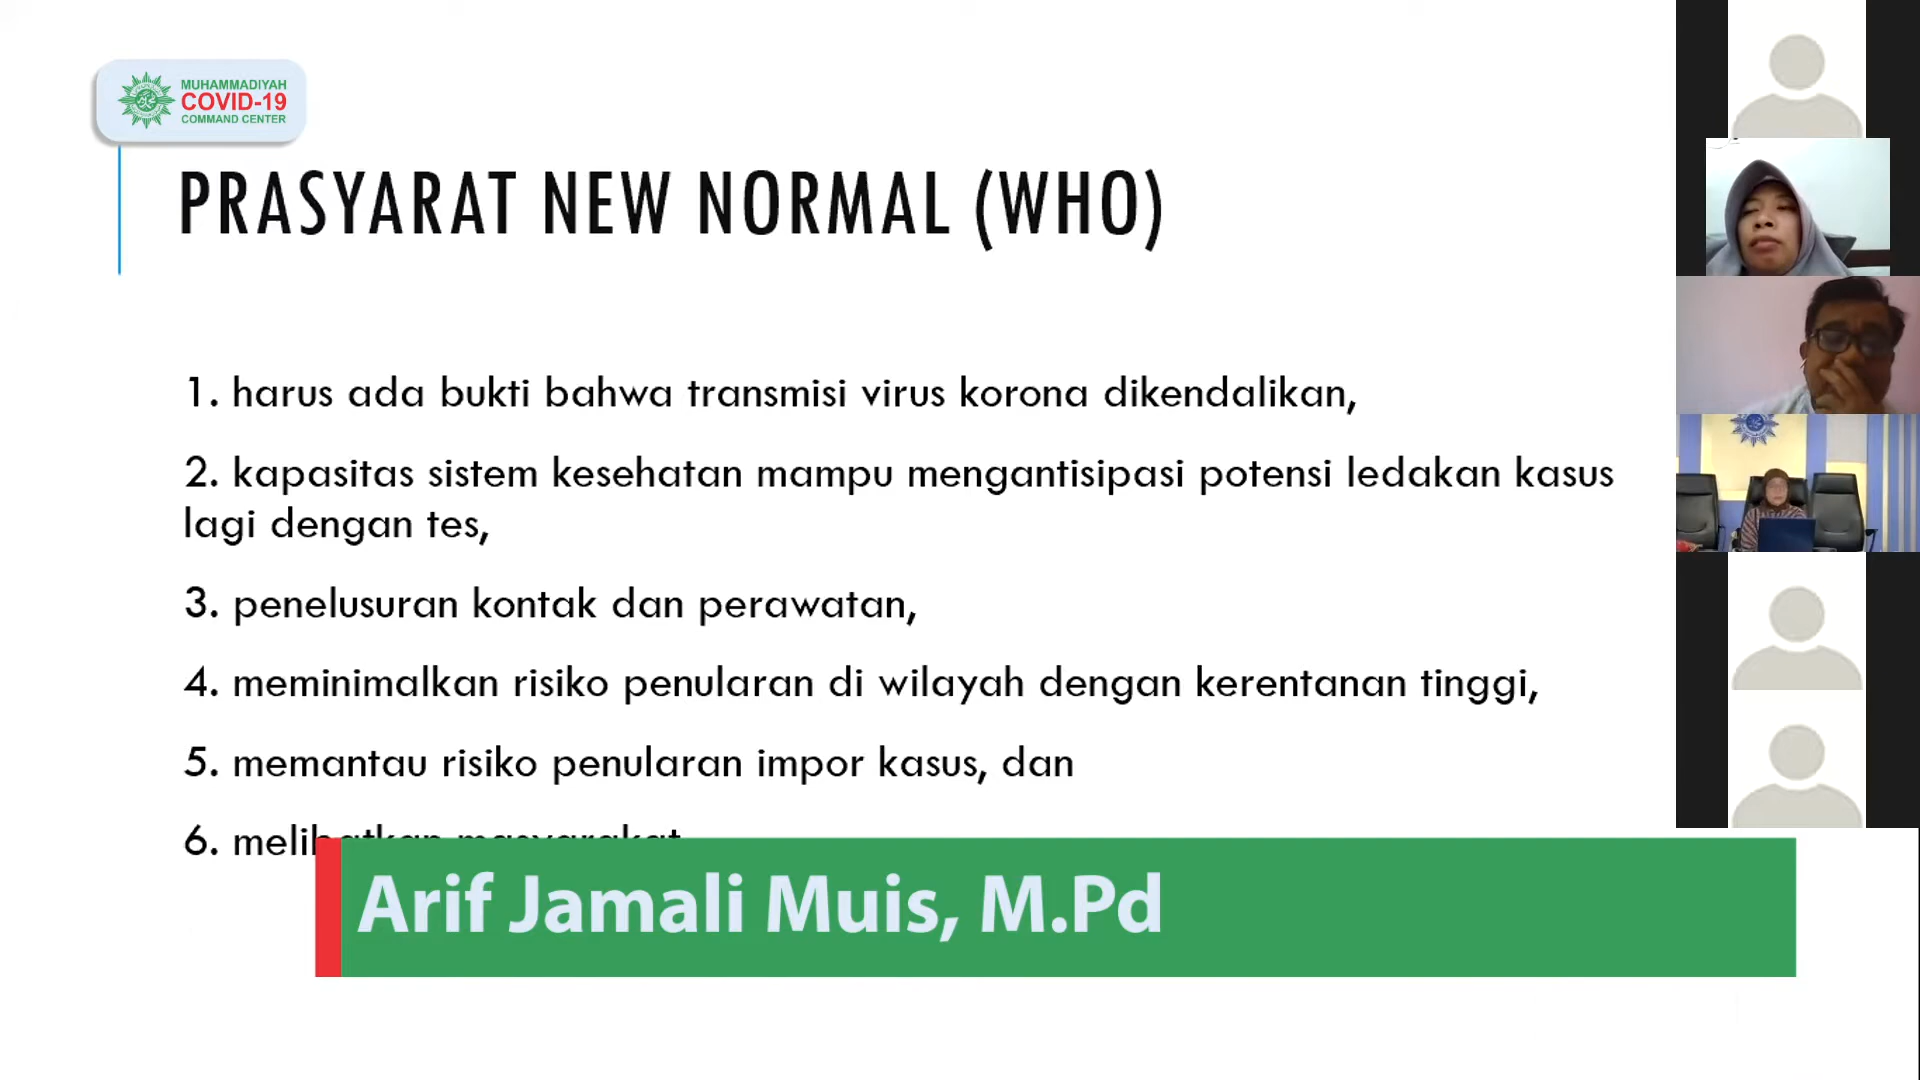 MUHAMMADIYAH
COVID-19
COMMAND CENTER
PRASYARAT NEW NORMAL (WHO)
1. harus ada bukti bahwa transmisi virus korona dikendalikan,
2. kapasitas sistem kesehatan mampu mengantisipasi potensi ledakan kasus
lagi dengan tes,
3. penelusuran kontak dan perawatan,
4. meminimalkan risiko penularan di wilayah dengan kerentanan tinggi,
5. memantau risiko penularan impor kasus, dan
6. melibatkan masyarakat
Arif Jamali Muis, M.Pd